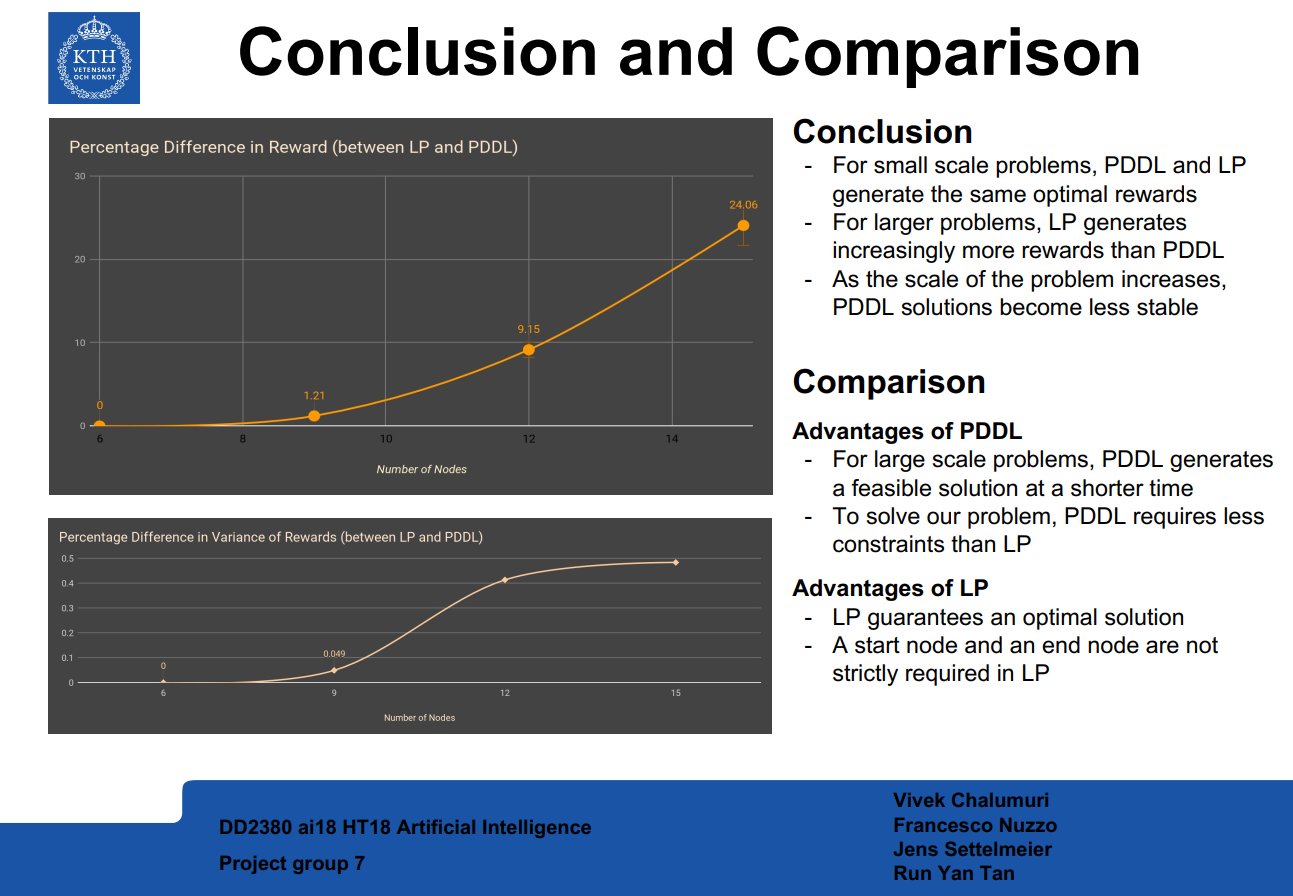 KTH
VETENSKAP
OCH KONST
Conclusion and Comparison
Percentage Difference in Reward (between LP and PDDL)
30
20
10
0
0
1.21
9.15
24.06
6
8
10
12
14
Number of Nodes
Percentage Difference in Variance of Rewards (between LP and PDDL)
0.5
0.4
0.3
0.2
0.1
0
0
0.049
6
9
12
15
Number of Nodes
Conclusion
- For small scale problems, PDDL and LP
generate the same optimal rewards
- For larger problems, LP generates
increasingly more rewards than PDDL
- As the scale of the problem increases,
PDDL solutions become less stable
Comparison
Advantages of PDDL
- For large scale problems, PDDL generates
a feasible solution at a shorter time
- To solve our problem, PDDL requires less
constraints than LP
Advantages of LP
- LP guarantees an optimal solution
- A start node and an end node are not
strictly required in LP
DD2380 ai18 HT18 Artificial Intelligence
Project group 7
Vivek Chalumuri
Francesco Nuzzo
Jens Settelmeier
Run Yan Tan